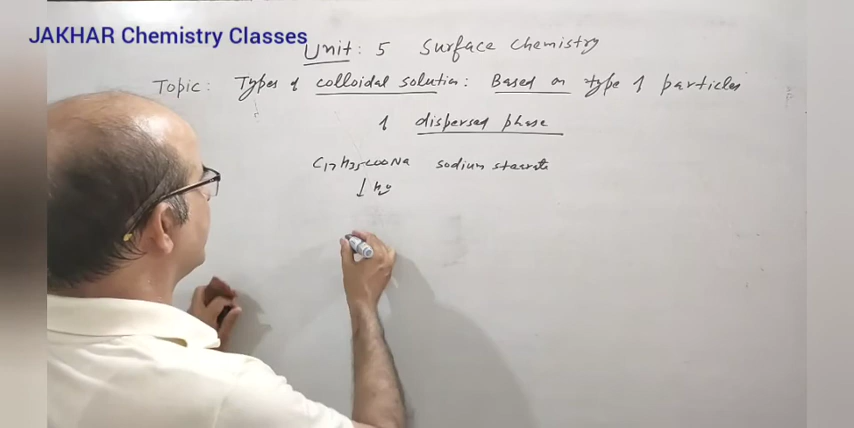 JAKHAR Chemistry Classes
Unit: 5 Surface Chemistry
Topic: Types of colloidal solution: Based on type of particles
of dispersed phase
C17H35COONa sodium stearate
↓ H2O